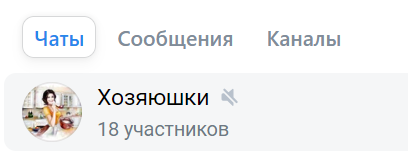 Чаты Сообщения Каналы
Хозяюшки
18 участников